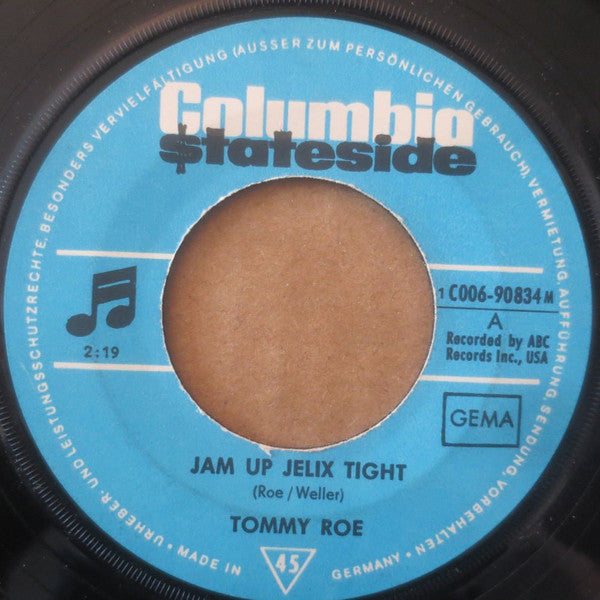 URHEBER- UND LEISTUNGSSCHUTZRECHTE, BESONDERS VERVIELFÄLTIGUNG (AUSSER ZUM PERSÖNLICHEN GEBRAUCH), VERMIETUNG, AUFFÜHRUNG, SENDUNG, VORBEHALTEN
Columbia
$tateside
1 C006-90834 M
A
Recorded by ABC
Records Inc., USA
2:19
GEMA
JAM UP JELIX TIGHT
(Roe / Weller)
TOMMY ROE
MADE IN GERMANY
45